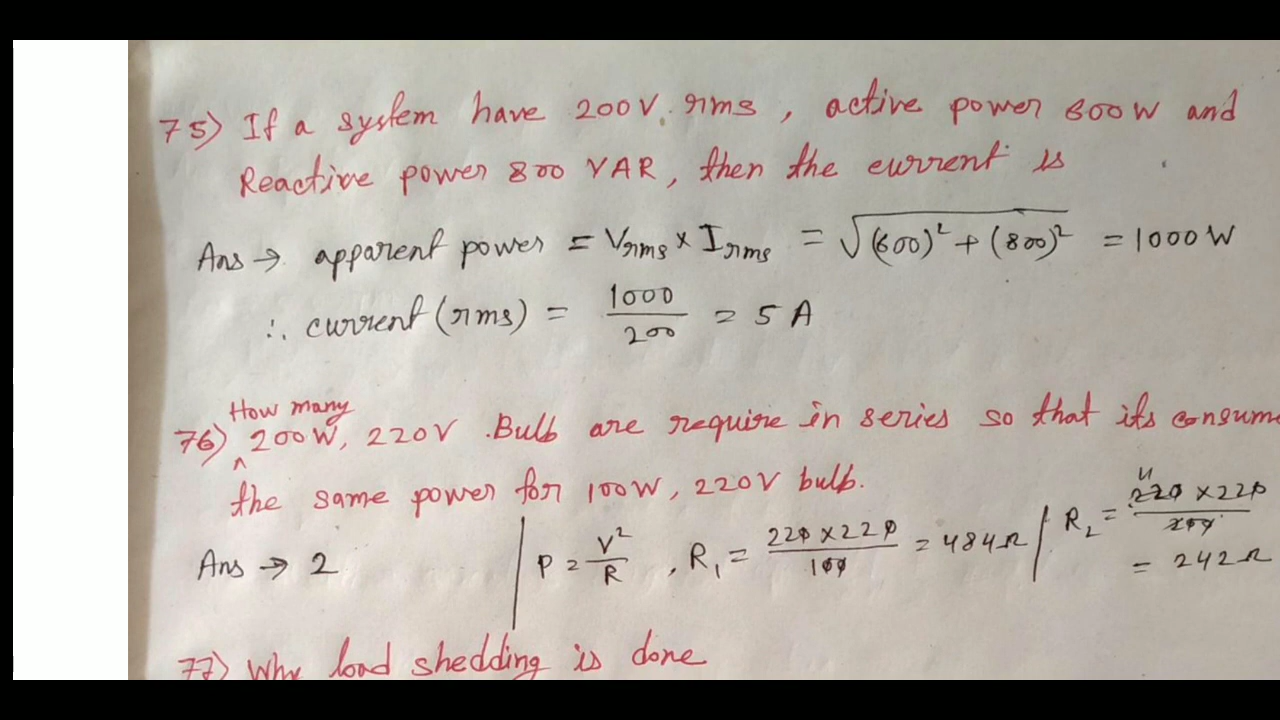 75) If a system have 200V rms, active power 600W and
Reactive power 800 VAR, then the current is
Ans → apparent power = Vrms × Irms = √(600)² + (800)² = 1000W
∴ current (rms) = 1000/200 = 5 A
How many
76) ^ 200W, 220V Bulb are require in series so that its consum
the same power for 100W, 220V bulb.
Ans → 2 | P = V²/R , R₁ = 220 × 220/100 = 484Ω / R₂ = 11 220 × 220/200 = 242Ω
77) Why load shedding is done